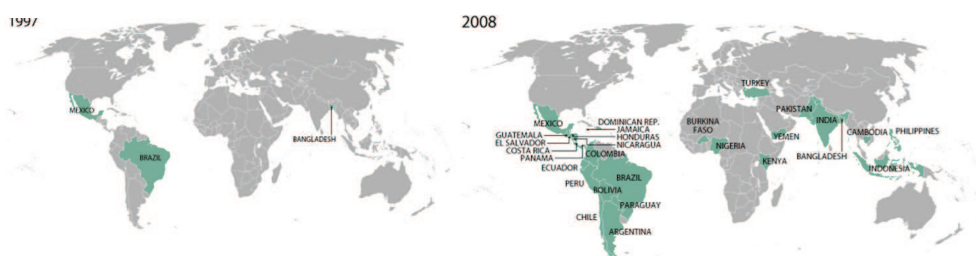 1997
MEXICO
BRAZIL
BANGLADESH
2008
MEXICO
DOMINICAN REP.
JAMAICA
GUATEMALA
HONDURAS
EL SALVADOR
NICARAGUA
COSTA RICA
PANAMA
COLOMBIA
ECUADOR
BRAZIL
PERU
BOLIVIA
PARAGUAY
CHILE
ARGENTINA
TURKEY
PAKISTAN
INDIA
BURKINA
FASO
NIGERIA
YEMEN
KENYA
BANGLADESH
CAMBODIA
PHILIPPINES
INDONESIA